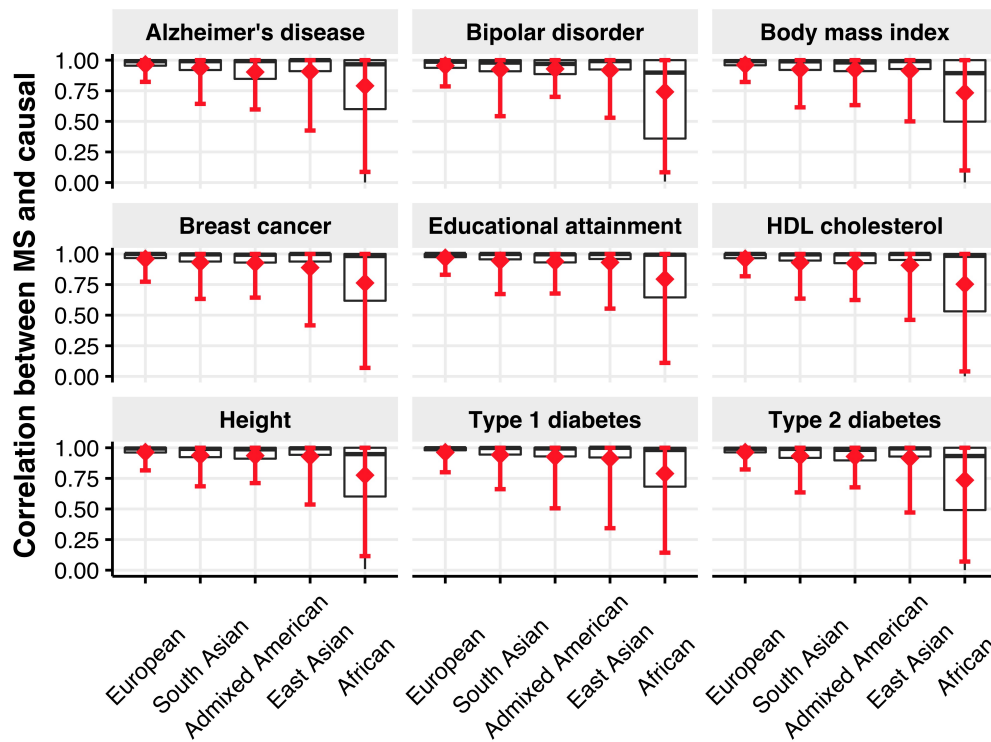 Correlation between MS and causal
Alzheimer's disease
Bipolar disorder
Body mass index
1.00
0.75
0.50
0.25
0.00
Breast cancer
Educational attainment
HDL cholesterol
1.00
0.75
0.50
0.25
0.00
Height
Type 1 diabetes
Type 2 diabetes
1.00
0.75
0.50
0.25
0.00
European
South Asian
Admixed American
East Asian
African
European
South Asian
Admixed American
East Asian
African
European
South Asian
Admixed American
East Asian
African